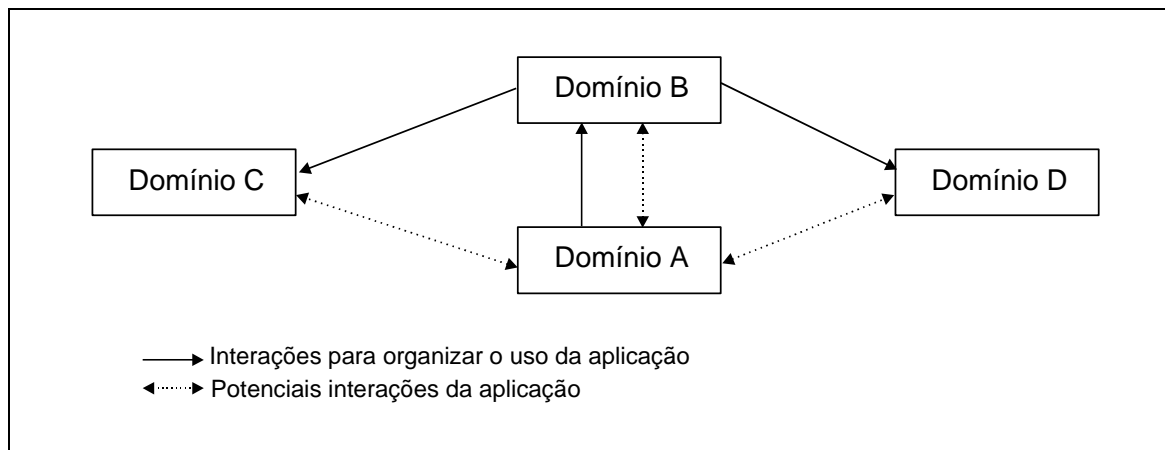 Domínio B
Domínio C
Domínio D
Domínio A
Interações para organizar o uso da aplicação
Potenciais interações da aplicação